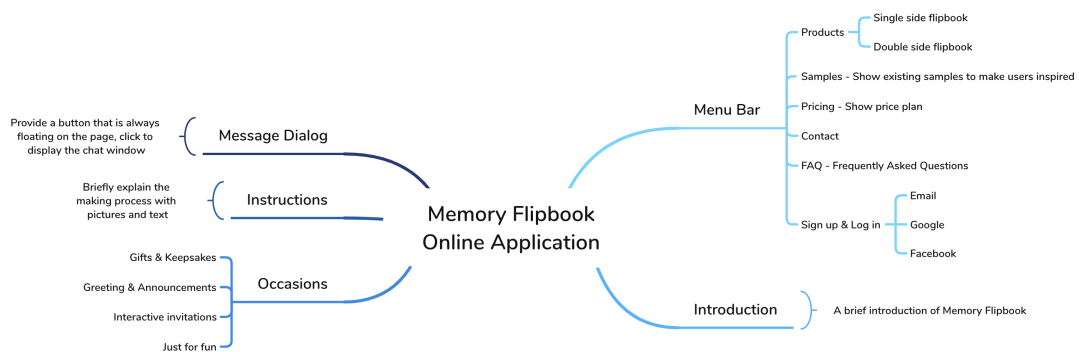 Memory Flipbook
Online Application
Menu Bar
Products
Single side flipbook
Double side flipbook
Samples - Show existing samples to make users inspired
Pricing - Show price plan
Contact
FAQ - Frequently Asked Questions
Sign up & Log in
Email
Google
Facebook
Introduction
A brief introduction of Memory Flipbook
Message Dialog
Provide a button that is always
floating on the page, click to
display the chat window
Instructions
Briefly explain the
making process with
pictures and text
Occasions
Gifts & Keepsakes
Greeting & Announcements
Interactive invitations
Just for fun